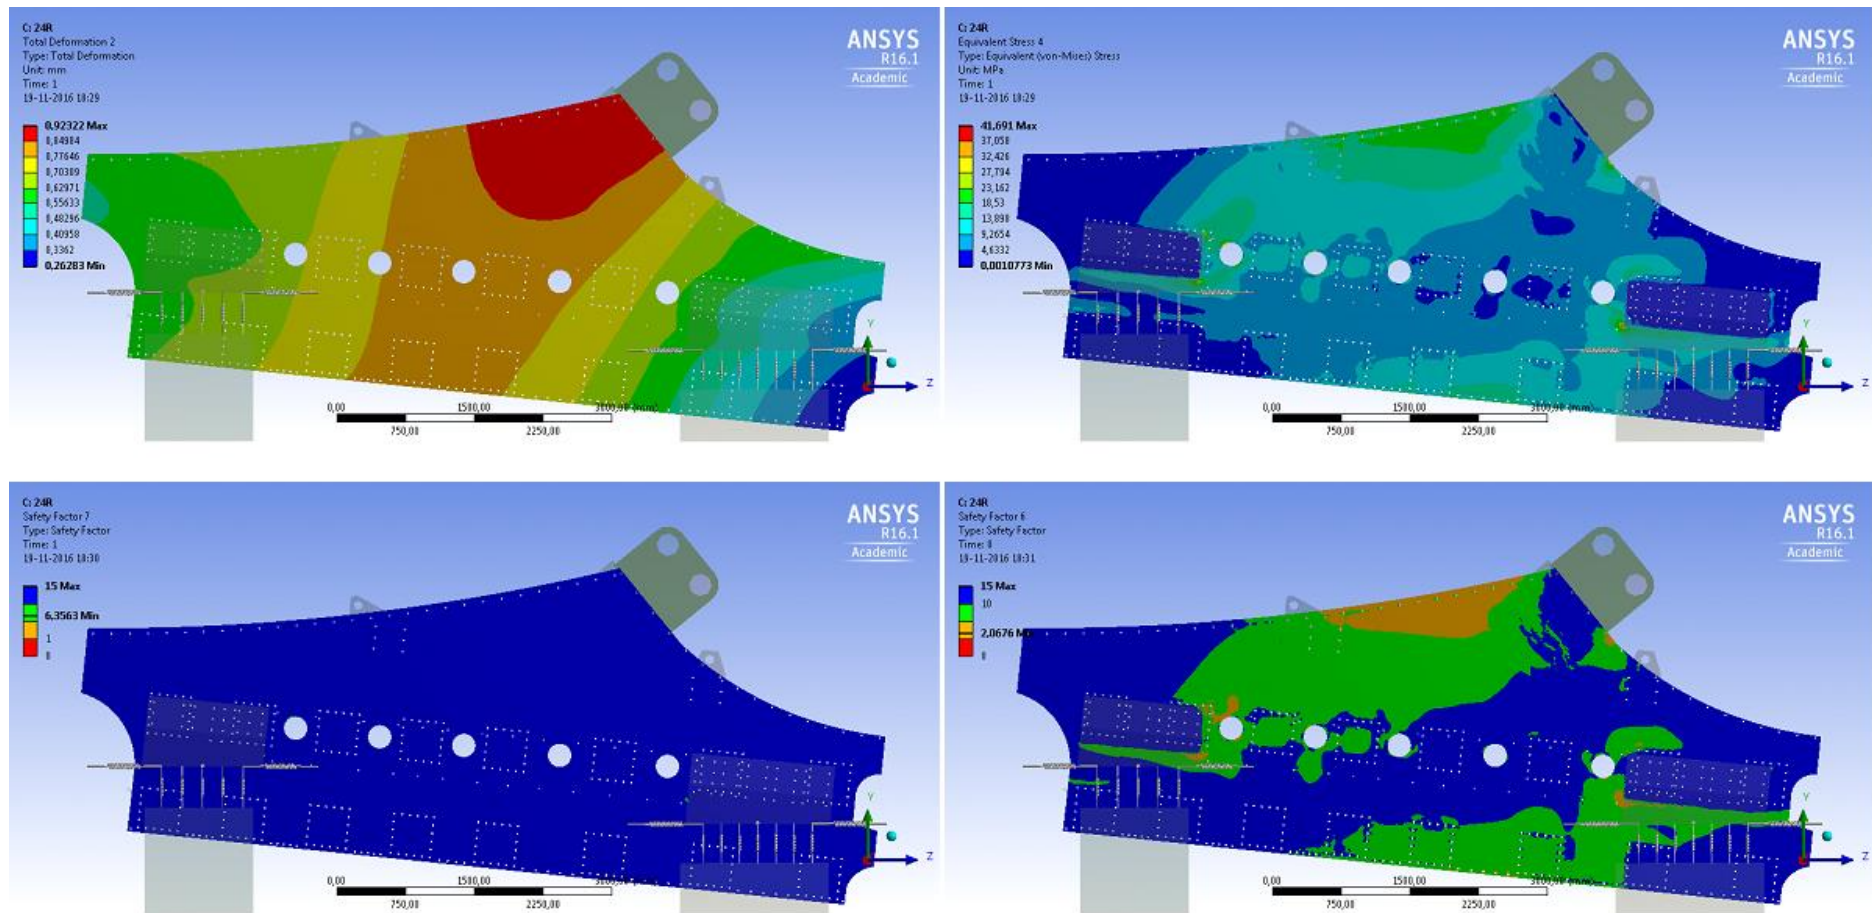 C: 24R
Total Deformation 2
Type: Total Deformation
Unit: mm
Time: 1
19-11-2016 18:29
0,92322 Max
0,84984
0,77646
0,70309
0,62971
0,55633
0,48296
0,40958
0,3362
0,26283 Min
ANSYS
R16.1
Academic
Y
Z
0,00
1500,00
3000,00 (mm)
750,00
2250,00
C: 24R
Equivalent Stress 4
Type: Equivalent (von-Mises) Stress
Unit: MPa
Time: 1
19-11-2016 18:29
41,691 Max
37,058
32,426
27,794
23,162
18,53
13,898
9,2654
4,6332
0,0010773 Min
ANSYS
R16.1
Academic
Y
Z
0,00
1500,00
3000,00 (mm)
750,00
2250,00
C: 24R
Safety Factor 7
Type: Safety Factor
Time: 1
19-11-2016 18:30
15 Max
6,3563 Min
1
0
ANSYS
R16.1
Academic
Y
Z
0,00
1500,00
3000,00 (mm)
750,00
2250,00
C: 24R
Safety Factor 6
Type: Safety Factor
Time: 0
19-11-2016 18:31
15 Max
10
2,0676
0
ANSYS
R16.1
Academic
Y
Z
0,00
1500,00
3000,00 (mm)
750,00
2250,00